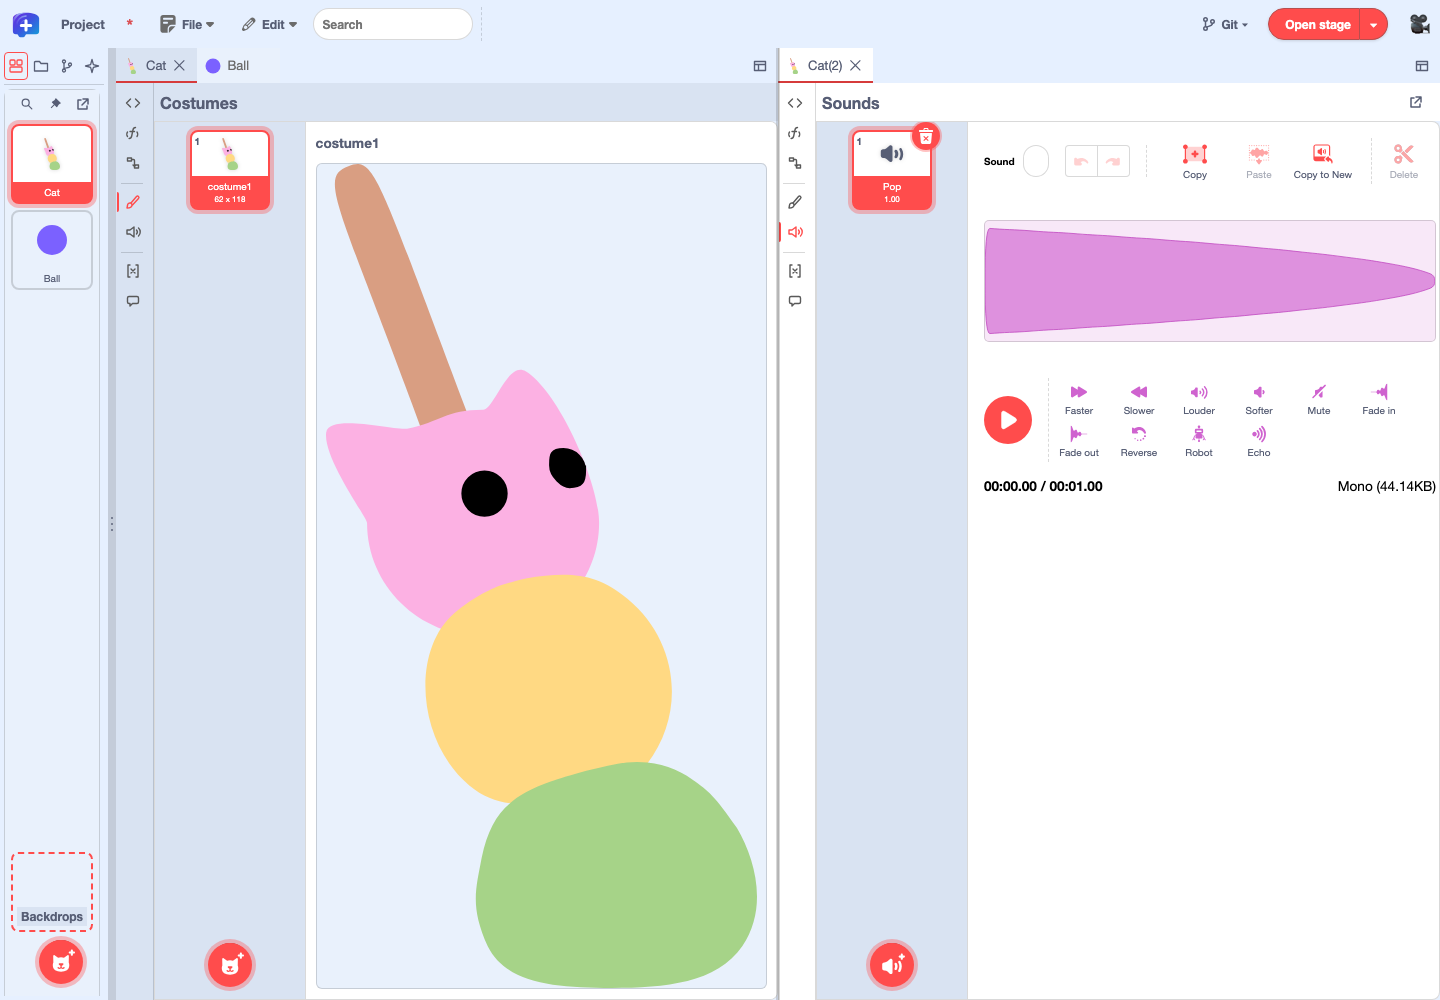 Project
*
File
Edit
Search
Git
Open stage
Cat
Ball
Cat(2)
Costumes
Sounds
Cat
Ball
Backdrops
1
costume1
62 x 118
costume1
1
Pop
1.00
Sound
Copy
Paste
Copy to New
Delete
Faster
Slower
Louder
Softer
Mute
Fade in
Fade out
Reverse
Robot
Echo
00:00.00 / 00:01.00
Mono (44.14KB)